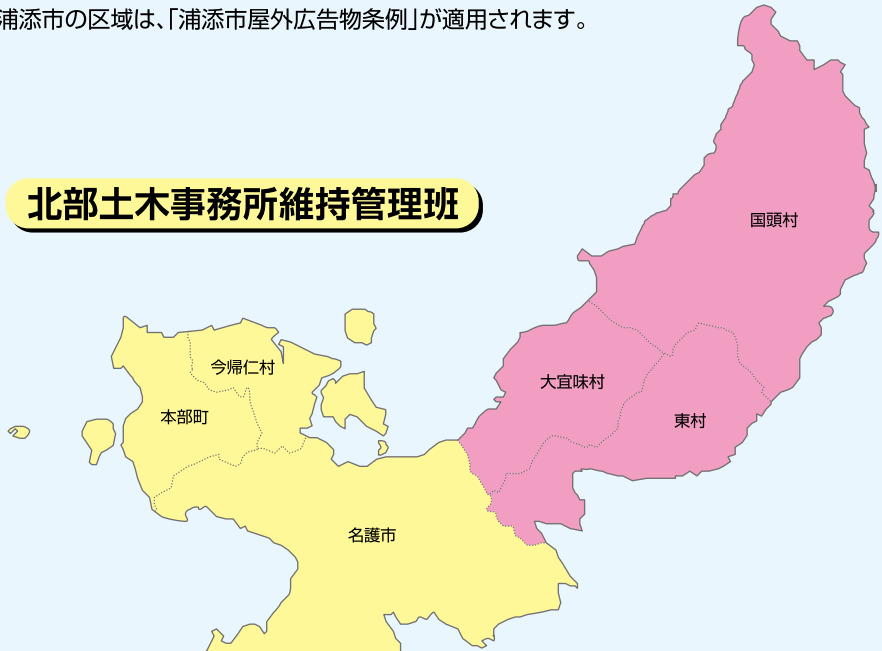 浦添市の区域は、「浦添市屋外広告物条例」が適用されます。
北部土木事務所維持管理班
国頭村
今帰仁村
大宜味村
本部町
東村
名護市